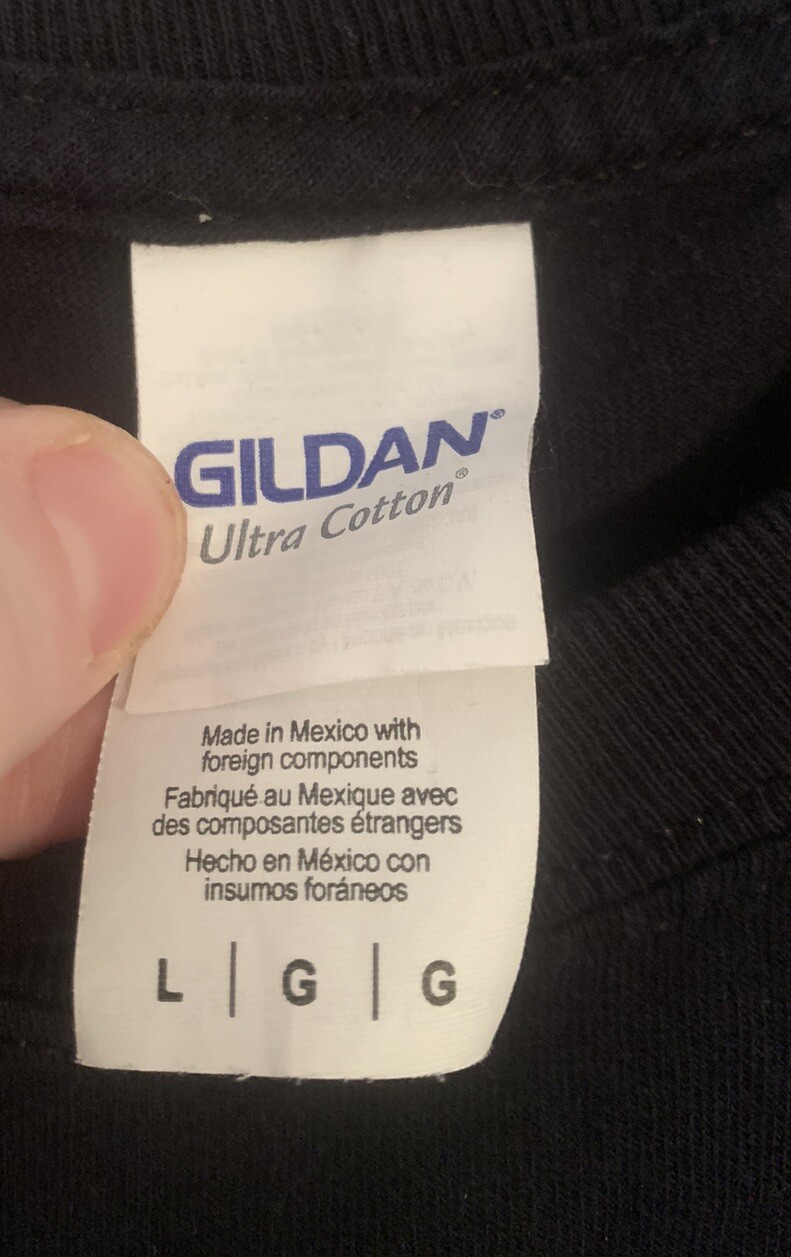 GILDAN®
Ultra Cotton®
Made in Mexico with
foreign components
Fabriqué au Mexique avec
des composantes étrangers
Hecho en México con
insumos foráneos
L | G | G